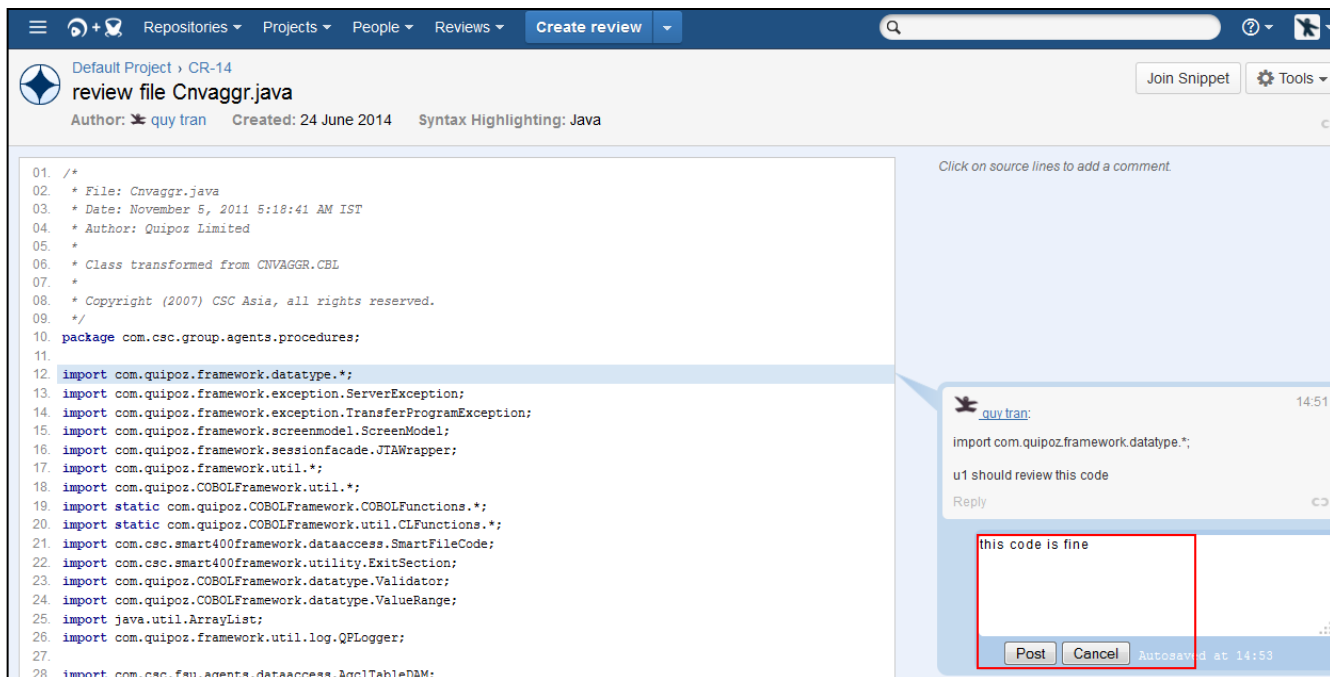 Repositories Projects People Reviews Create review
Default Project › CR-14
review file Cnvaggr.java
Join Snippet Tools
Author: quy tran Created: 24 June 2014 Syntax Highlighting: Java
01. /*
02. * File: Cnvaggr.java
03. * Date: November 5, 2011 5:18:41 AM IST
04. * Author: Quipoz Limited
05. *
06. * Class transformed from CNVAGGR.CBL
07. *
08. * Copyright (2007) CSC Asia, all rights reserved.
09. */
10. package com.csc.group.agents.procedures;
11.
12. import com.quipoz.framework.datatype.*;
13. import com.quipoz.framework.exception.ServerException;
14. import com.quipoz.framework.exception.TransferProgramException;
15. import com.quipoz.framework.screenmodel.ScreenModel;
16. import com.quipoz.framework.sessionfacade.JTAWrapper;
17. import com.quipoz.framework.util.*;
18. import com.quipoz.COBOLFramework.util.*;
19. import static com.quipoz.COBOLFramework.COBOLFunctions.*;
20. import static com.quipoz.COBOLFramework.util.CLFunctions.*;
21. import com.csc.smart400framework.dataaccess.SmartFileCode;
22. import com.csc.smart400framework.utility.ExitSection;
23. import com.quipoz.COBOLFramework.datatype.Validator;
24. import com.quipoz.COBOLFramework.datatype.ValueRange;
25. import java.util.ArrayList;
26. import com.quipoz.framework.util.log.QPLogger;
27.
28. import com.csc.fsu.agents.dataaccess.AgclTableDAM;
Click on source lines to add a comment.
quy tran: 14:51
import com.quipoz.framework.datatype.*;
u1 should review this code
Reply
this code is fine
Post Cancel Autosaved at 14:53